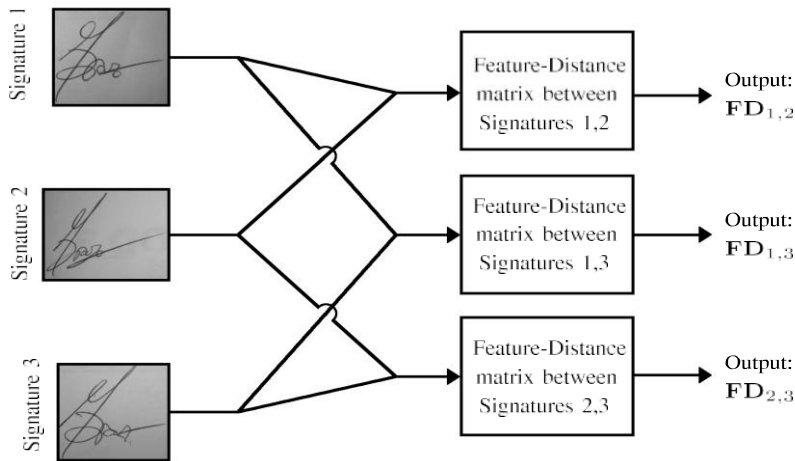 Signature 1
Feature-Distance
matrix between
Signatures 1,2
Output:
FD1,2
Signature 2
Feature-Distance
matrix between
Signatures 1,3
Output:
FD1,3
Signature 3
Feature-Distance
matrix between
Signatures 2,3
Output:
FD2,3